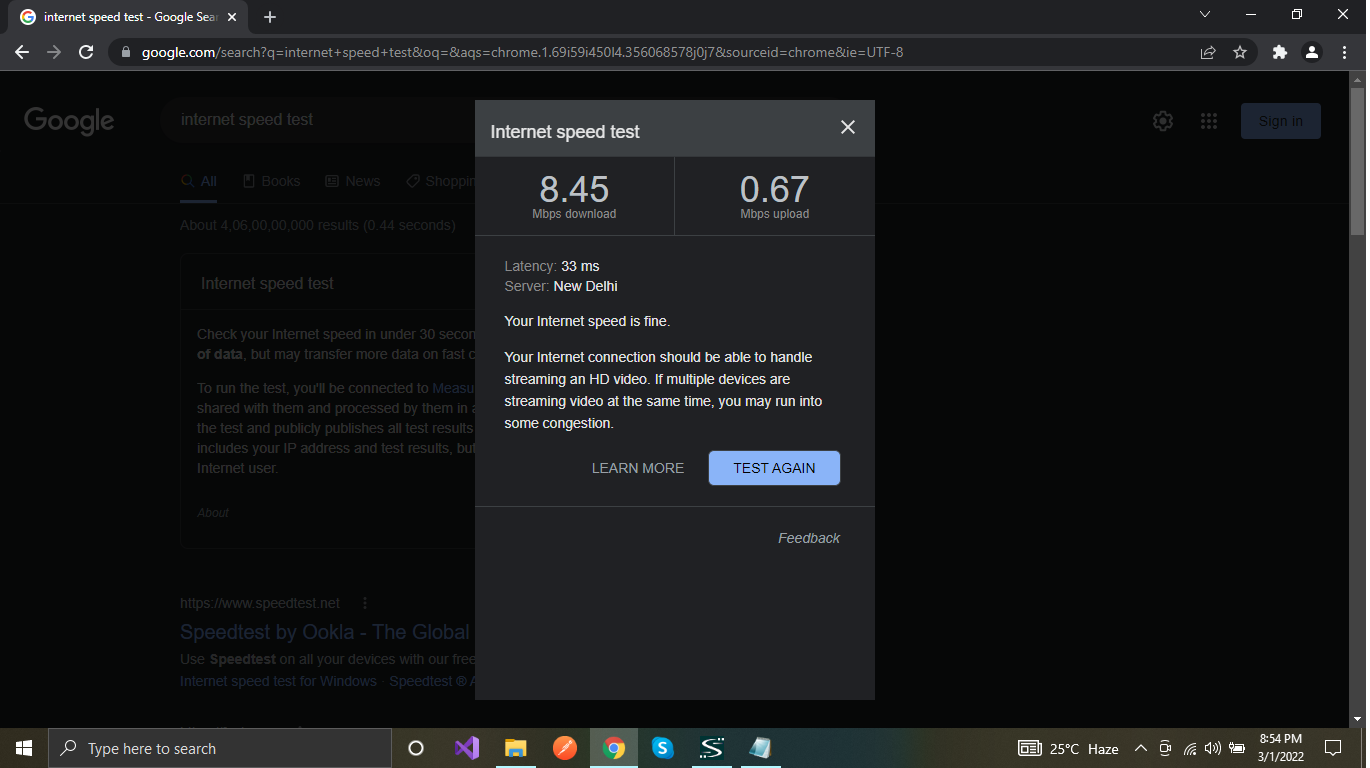 internet speed test - Google Sear
google.com/search?q=internet+speed+test&oq=&aqs=chrome.1.69i59i450l4.356068578j0j7&sourceid=chrome&ie=UTF-8
Google
internet speed test
Sign in
All
Books
News
Shoppin
About 4,06,00,00,000 results (0.44 seconds)
Internet speed test
Check your Internet speed in under 30 secon
of data, but may transfer more data on fast c
To run the test, you'll be connected to Measu
shared with them and processed by them in a
the test and publicly publishes all test results
includes your IP address and test results, but
Internet user.
About
https://www.speedtest.net
Speedtest by Ookla - The Global
Use Speedtest on all your devices with our free
Internet speed test for Windows · Speedtest ® A
Internet speed test
8.45
Mbps download
0.67
Mbps upload
Latency: 33 ms
Server: New Delhi
Your Internet speed is fine.
Your Internet connection should be able to handle
streaming an HD video. If multiple devices are
streaming video at the same time, you may run into
some congestion.
LEARN MORE
TEST AGAIN
Feedback
Type here to search
25°C Haze
8:54 PM
3/1/2022